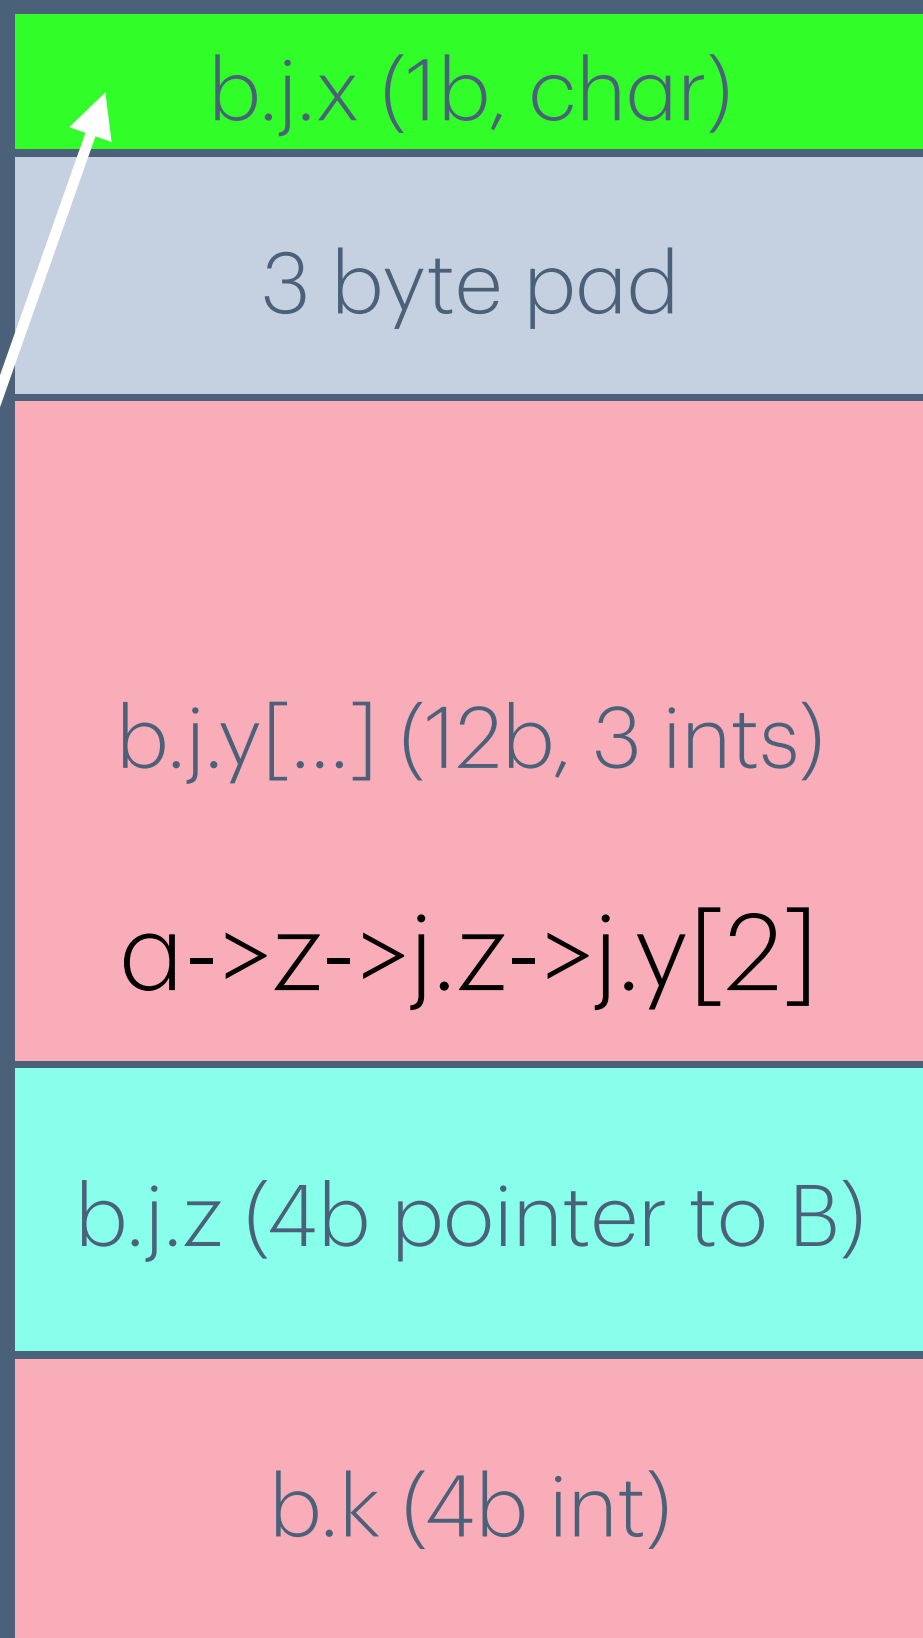 b.j.x (1b, char)
3 byte pad
b.j.y[...] (12b, 3 ints)
a->z->j.z->j.y[2]
b.j.z (4b pointer to B)
b.k (4b int)